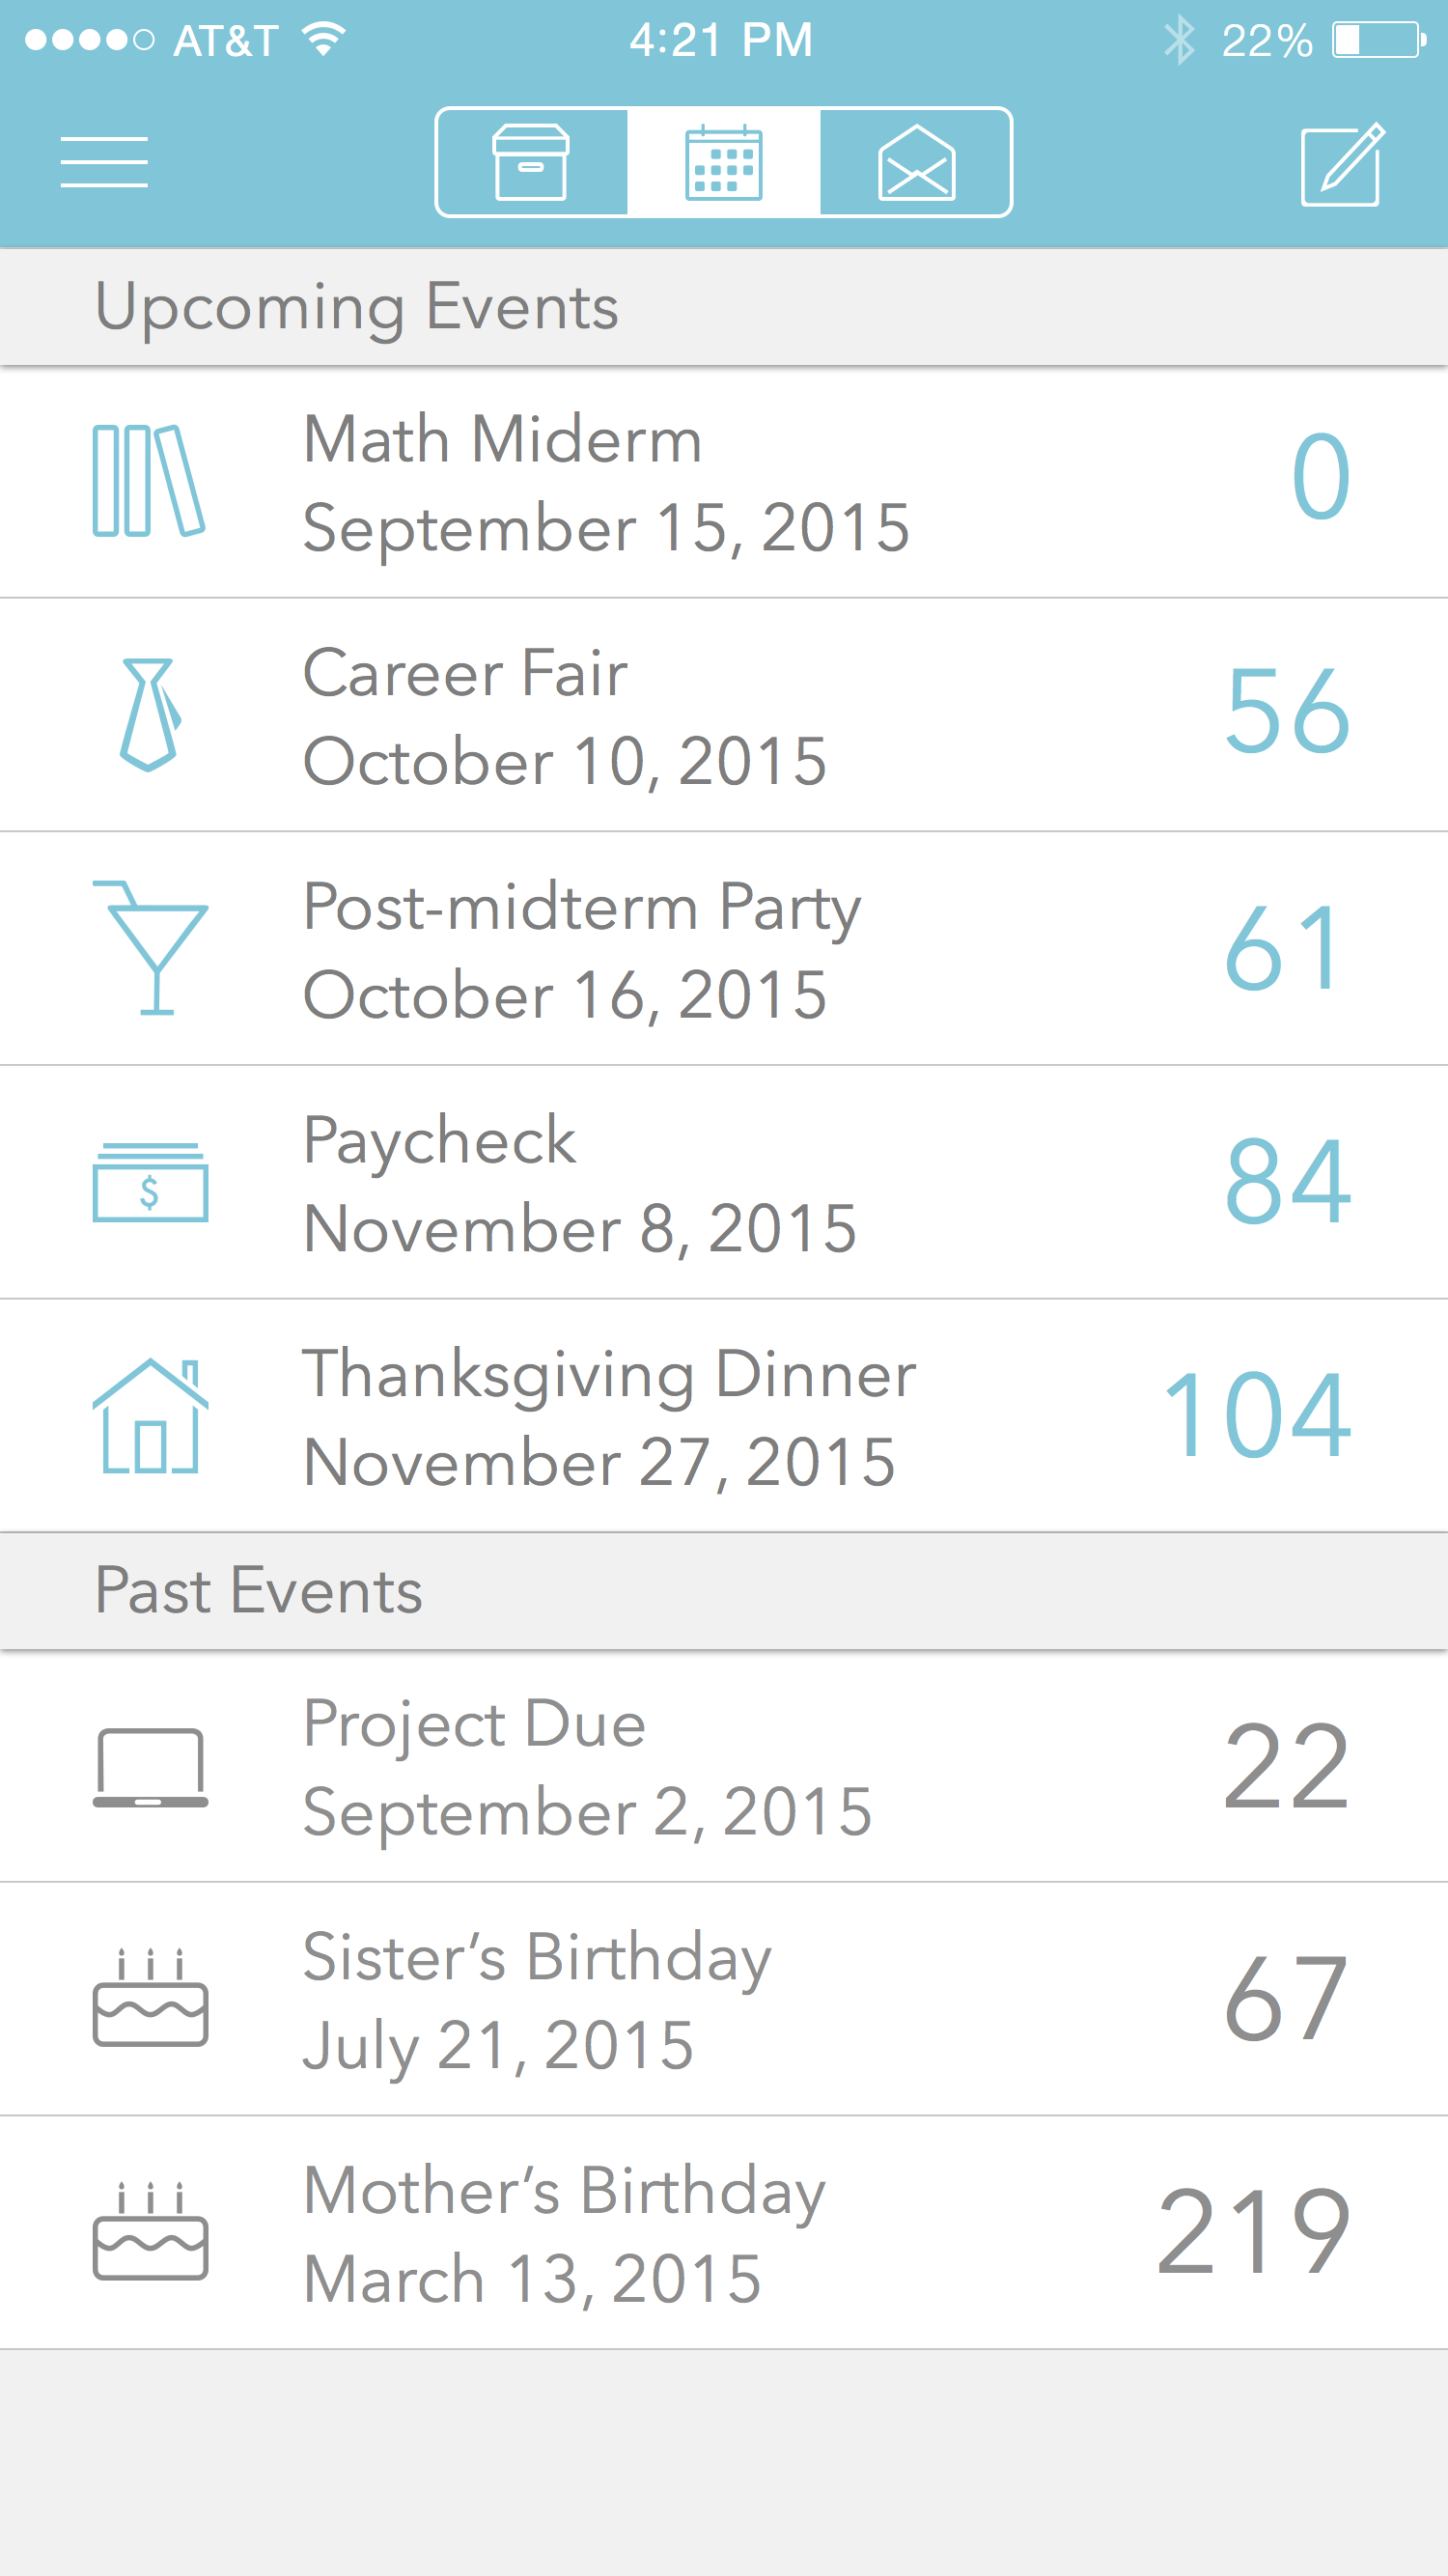 AT&T 4:21 PM 22%
Upcoming Events
Math Miderm
September 15, 2015
0
Career Fair
October 10, 2015
56
Post-midterm Party
October 16, 2015
61
$
Paycheck
November 8, 2015
84
Thanksgiving Dinner
November 27, 2015
104
Past Events
Project Due
September 2, 2015
22
Sister’s Birthday
July 21, 2015
67
Mother’s Birthday
March 13, 2015
219